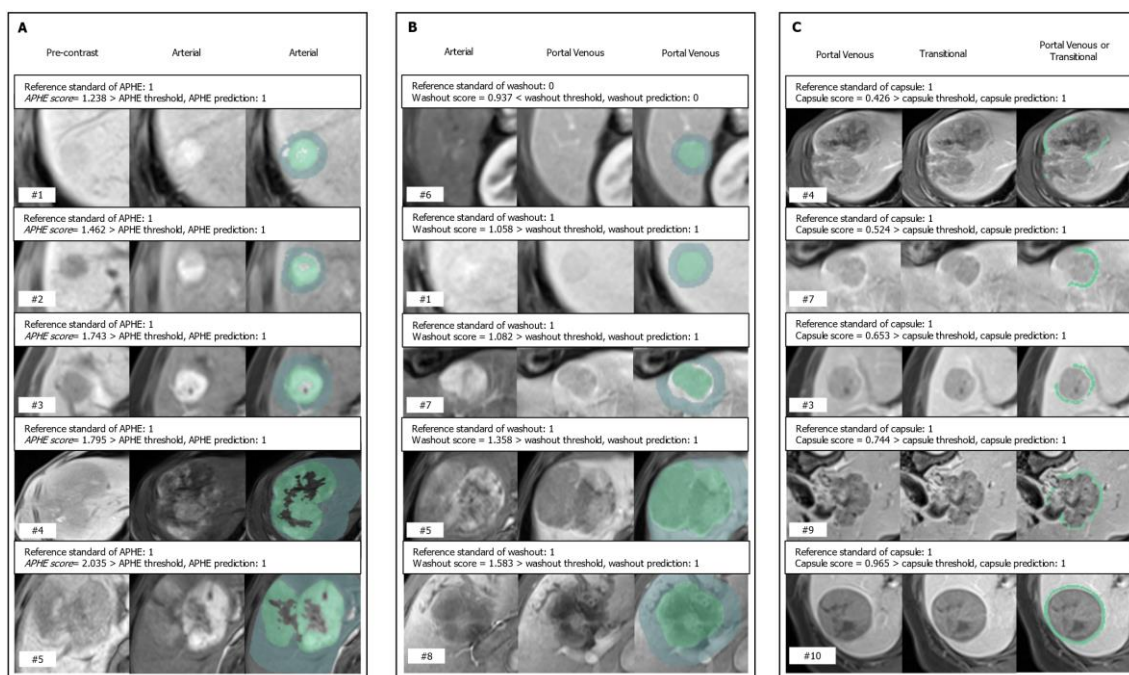 A
Pre-contrast Arterial Arterial
Reference standard of APHE: 1
APHE score= 1.238 > APHE threshold, APHE prediction: 1
#1
Reference standard of APHE: 1
APHE score= 1.462 > APHE threshold, APHE prediction: 1
#2
Reference standard of APHE: 1
APHE score= 1.743 > APHE threshold, APHE prediction: 1
#3
Reference standard of APHE: 1
APHE score= 1.795 > APHE threshold, APHE prediction: 1
#4
Reference standard of APHE: 1
APHE score= 2.035 > APHE threshold, APHE prediction: 1
#5
B
Arterial Portal Venous Portal Venous
Reference standard of washout: 0
Washout score = 0.937 < washout threshold, washout prediction: 0
#6
Reference standard of washout: 1
Washout score = 1.058 > washout threshold, washout prediction: 1
#1
Reference standard of washout: 1
Washout score = 1.082 > washout threshold, washout prediction: 1
#7
Reference standard of washout: 1
Washout score = 1.358 > washout threshold, washout prediction: 1
#5
Reference standard of washout: 1
Washout score = 1.583 > washout threshold, washout prediction: 1
#8
C
Portal Venous Transitional Portal Venous or
Transitional
Reference standard of capsule: 1
Capsule score = 0.426 > capsule threshold, capsule prediction: 1
#4
Reference standard of capsule: 1
Capsule score = 0.524 > capsule threshold, capsule prediction: 1
#7
Reference standard of capsule: 1
Capsule score = 0.653 > capsule threshold, capsule prediction: 1
#3
Reference standard of capsule: 1
Capsule score = 0.744 > capsule threshold, capsule prediction: 1
#9
Reference standard of capsule: 1
Capsule score = 0.965 > capsule threshold, capsule prediction: 1
#10